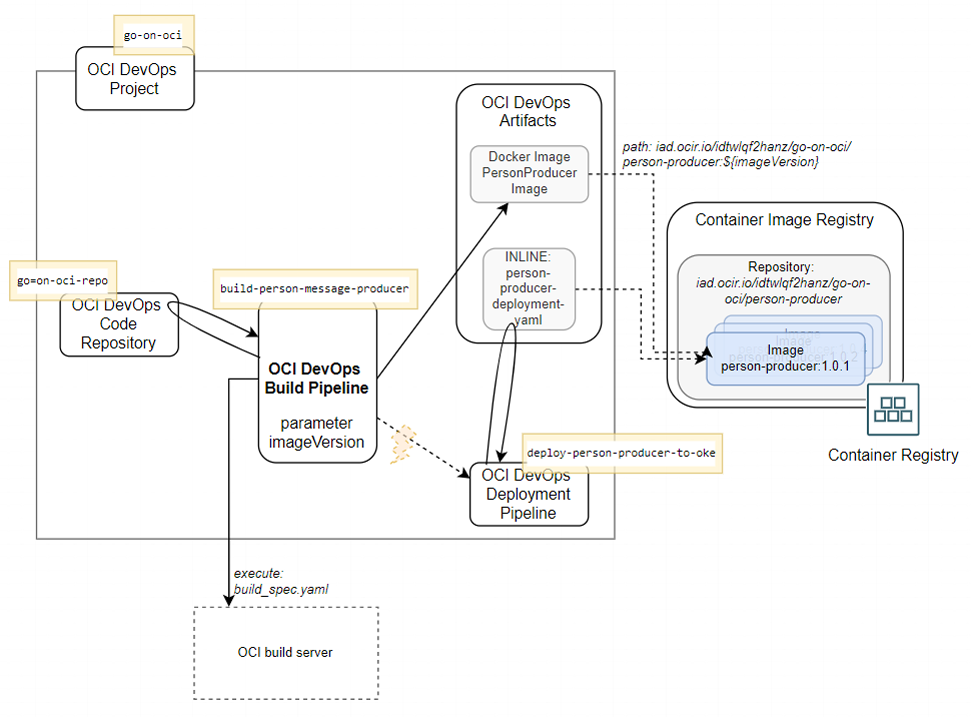 go-on-oci
OCI DevOps
Project
OCI DevOps
Artifacts
Docker Image
PersonProducer
Image
path: iad.ocir.io/idtwlqf2hanz/go-on-oci/
person-producer:${imageVersion}
Container Image Registry
INLINE:
person-
producer-
deployment-
yaml
Repository:
iad.ocir.io/idtwlqf2hanz/go-on-
oci/person-producer
Image
Image
Image
person-producer:1.0.1
Container Registry
go=on-oci-repo
OCI DevOps
Code
Repository
build-person-message-producer
OCI DevOps
Build Pipeline
parameter
imageVersion
deploy-person-producer-to-oke
OCI DevOps
Deployment
Pipeline
execute:
build_spec.yaml
OCI build server